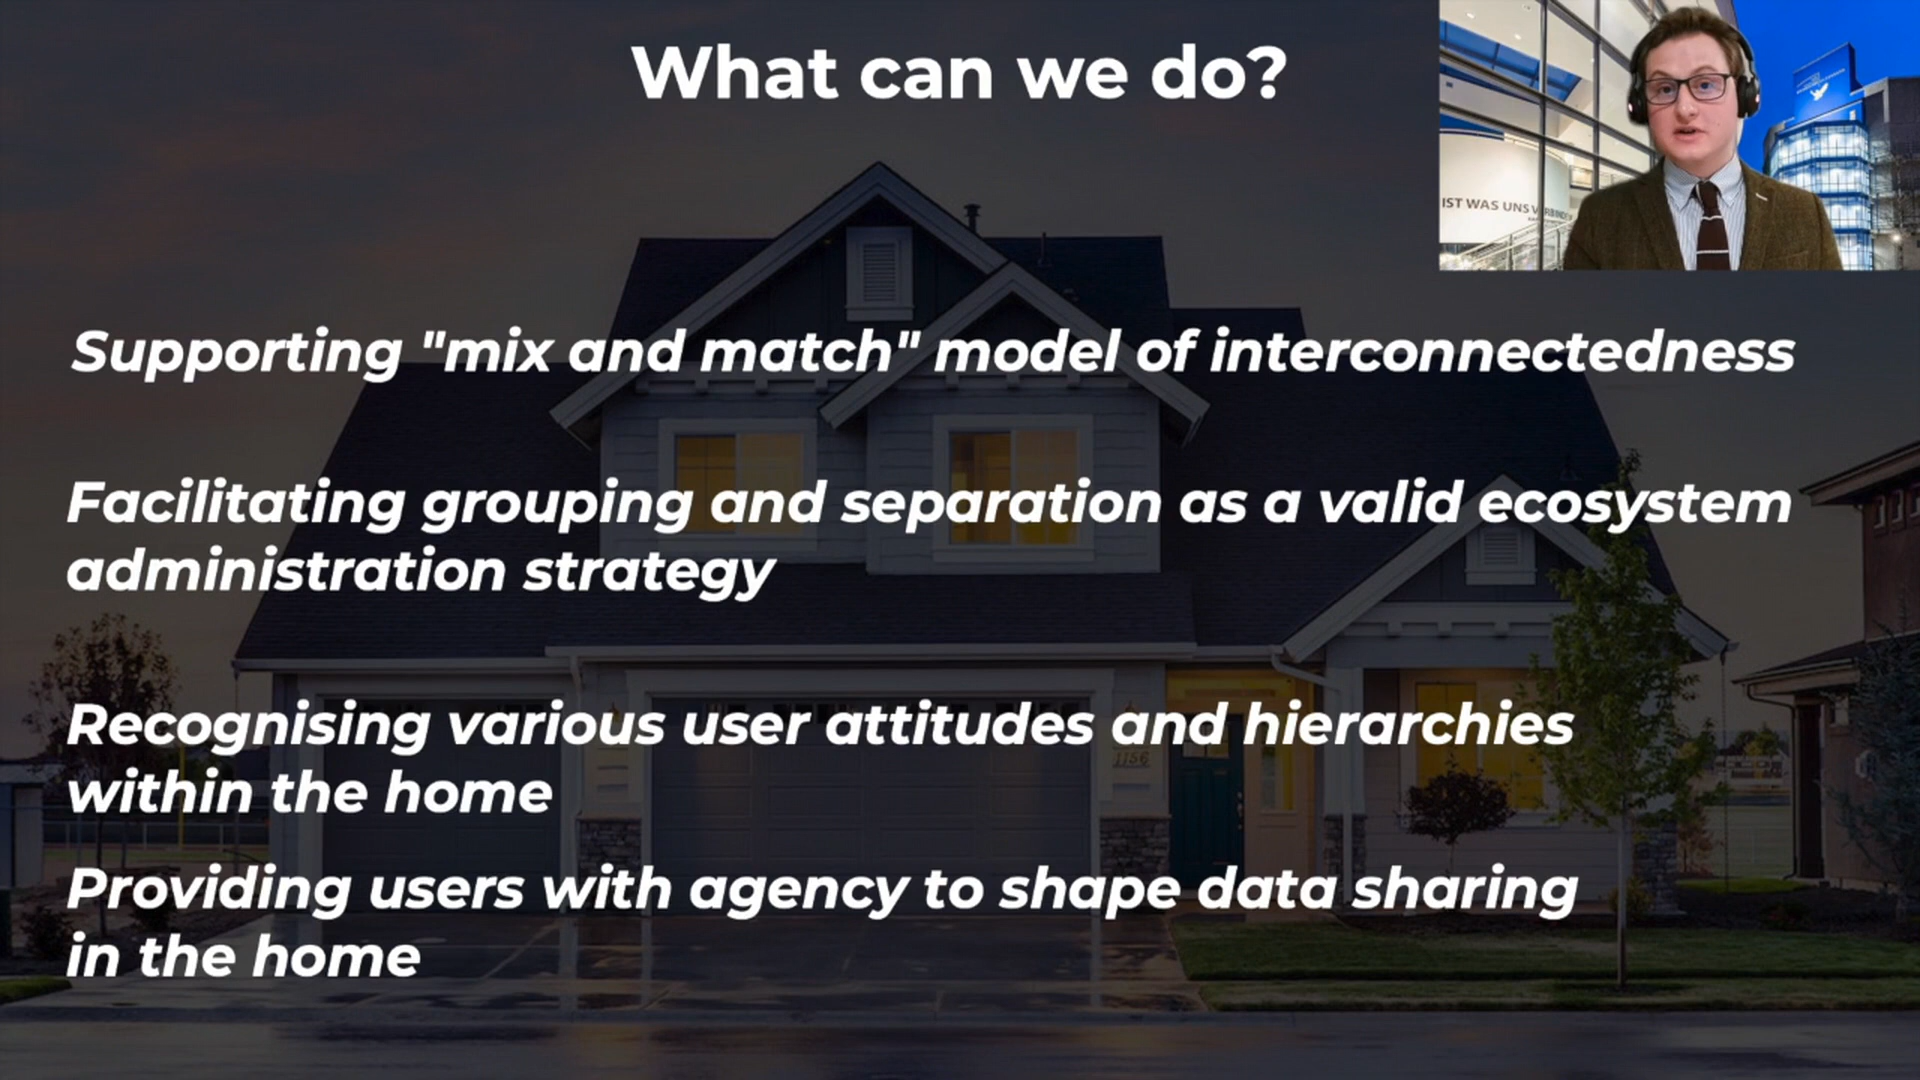 What can we do?
IST WAS UNS
Supporting "mix and match" model of interconnectedness
Facilitating grouping and separation as a valid ecosystem
administration strategy
Recognising various user attitudes and hierarchies
within the home
1156
Providing users with agency to shape data sharing
in the home